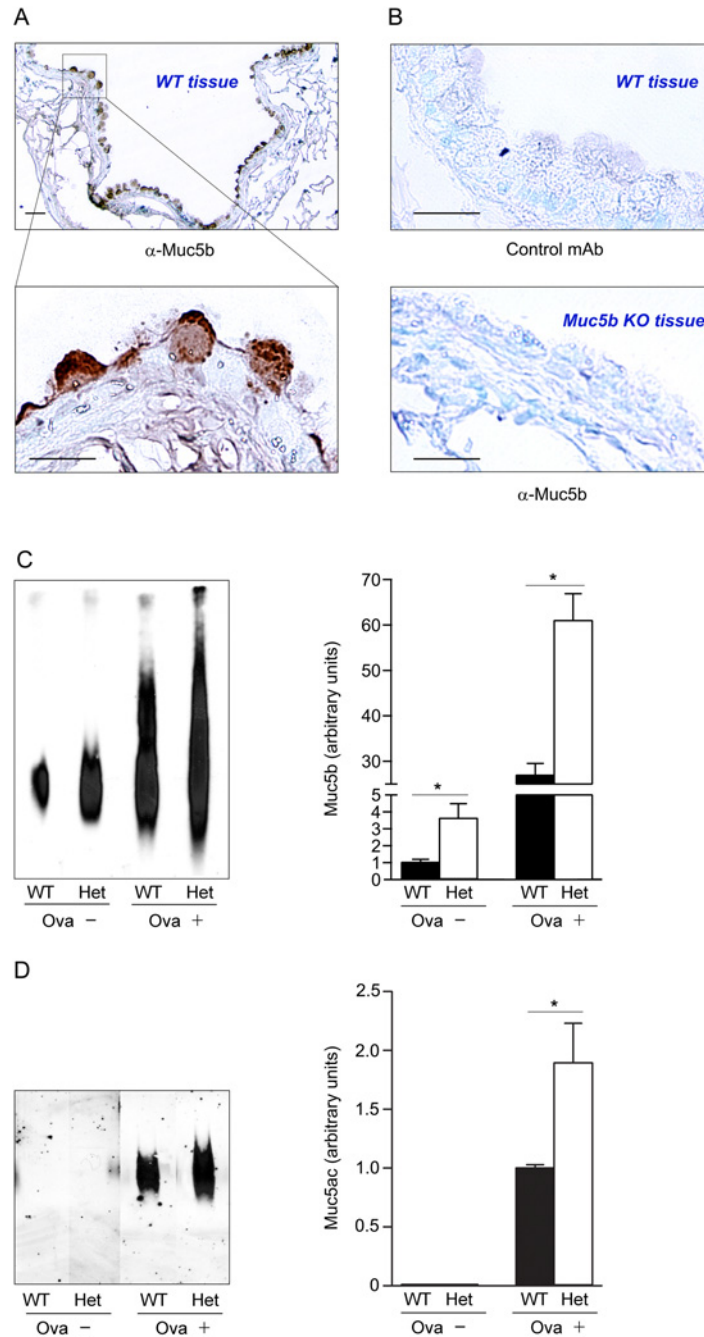 A
WT tissue
α-Muc5b
B
WT tissue
Control mAb
Muc5b KO tissue
α-Muc5b
C
WT Het WT Het
Ova − Ova +
Muc5b (arbitrary units)
70
60
50
40
30
5
4
3
2
1
0
*
*
WT Het WT Het
Ova − Ova +
D
WT Het WT Het
Ova − Ova +
Muc5ac (arbitrary units)
2.5
2.0
1.5
1.0
0.5
0
*
WT Het WT Het
Ova − Ova +